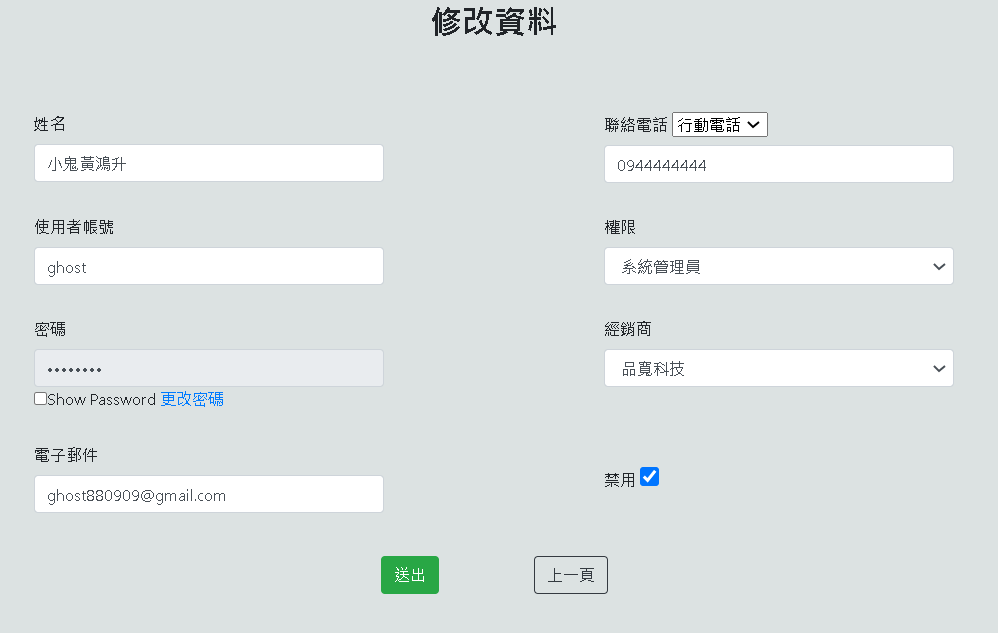 修改資料
姓名
小鬼黃鴻升
聯絡電話 行動電話
0944444444
使用者帳號
ghost
權限
系統管理員
密碼
••••••••
Show Password 更改密碼
經銷商
品寬科技
電子郵件
ghost880909@gmail.com
禁用
送出 上一頁